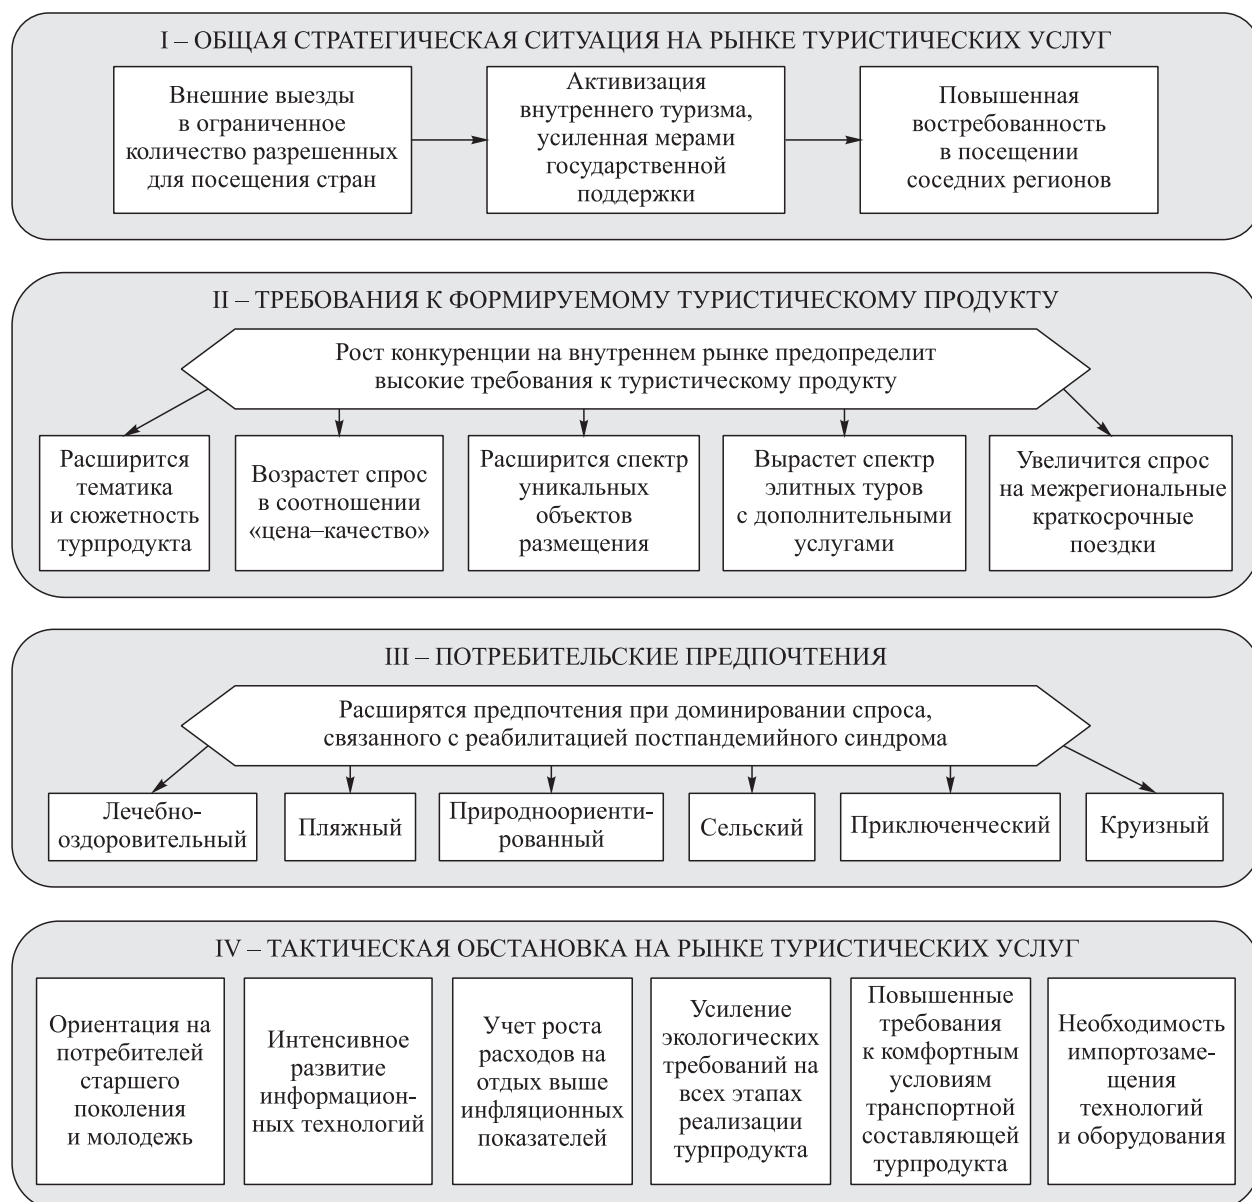 I – ОБЩАЯ СТРАТЕГИЧЕСКАЯ СИТУАЦИЯ НА РЫНКЕ ТУРИСТИЧЕСКИХ УСЛУГ
Внешние выезды
в ограниченное
количество разрешенных
для посещения стран
Активизация
внутреннего туризма,
усиленная мерами
государственной
поддержки
Повышенная
востребованность
в посещении
соседних регионов
II – ТРЕБОВАНИЯ К ФОРМИРУЕМОМУ ТУРИСТИЧЕСКОМУ ПРОДУКТУ
Рост конкуренции на внутреннем рынке предопределит
высокие требования к туристическому продукту
Расширится
тематика
и сюжетность
турпродукта
Возрастет спрос
в соотношении
«цена–качество»
Расширится спектр
уникальных
объектов
размещения
Вырастет спектр
элитных туров
с дополнительными
услугами
Увеличится спрос
на межрегиональные
краткосрочные
поездки
III – ПОТРЕБИТЕЛЬСКИЕ ПРЕДПОЧТЕНИЯ
Расширятся предпочтения при доминировании спроса,
связанного с реабилитацией постпандемийного синдрома
Лечебно-
оздоровительный
Пляжный
Природноориенти-
рованный
Сельский
Приключенческий
Круизный
IV – ТАКТИЧЕСКАЯ ОБСТАНОВКА НА РЫНКЕ ТУРИСТИЧЕСКИХ УСЛУГ
Ориентация на
потребителей
старшего
поколения
и молодежь
Интенсивное
развитие
информацион-
ных технологий
Учет роста
расходов на
отдых выше
инфляционных
показателей
Усиление
экологических
требований на
всех этапах
реализации
турпродукта
Повышенные
требования
к комфортным
условиям
транспортной
составляющей
турпродукта
Необходимость
импортозаме-
щения
технологий
и оборудования